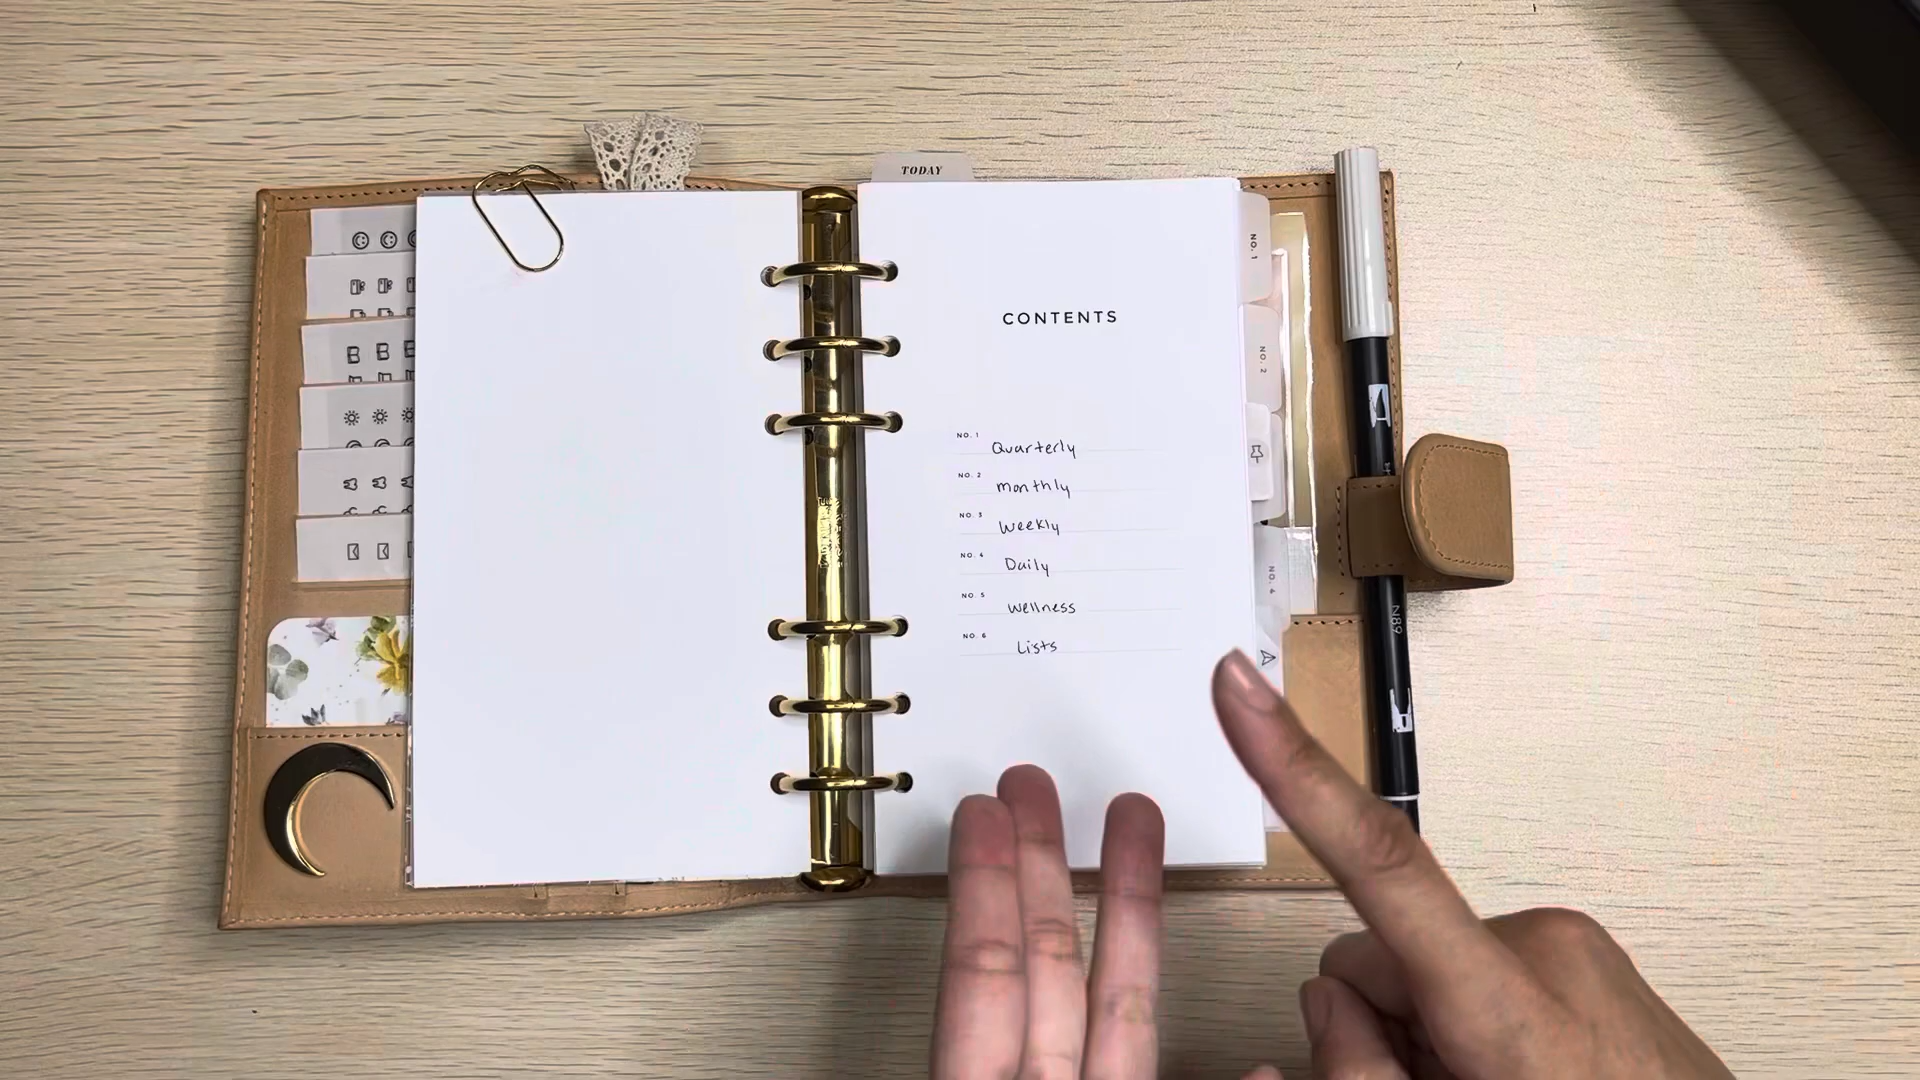 TODAY
CONTENTS
NO. 1 Quarterly
NO. 2 monthly
NO. 3 Weekly
NO. 4 Daily
NO. 5 wellness
NO. 6 Lists
NO. 1
NO. 2
NO. 4
N89